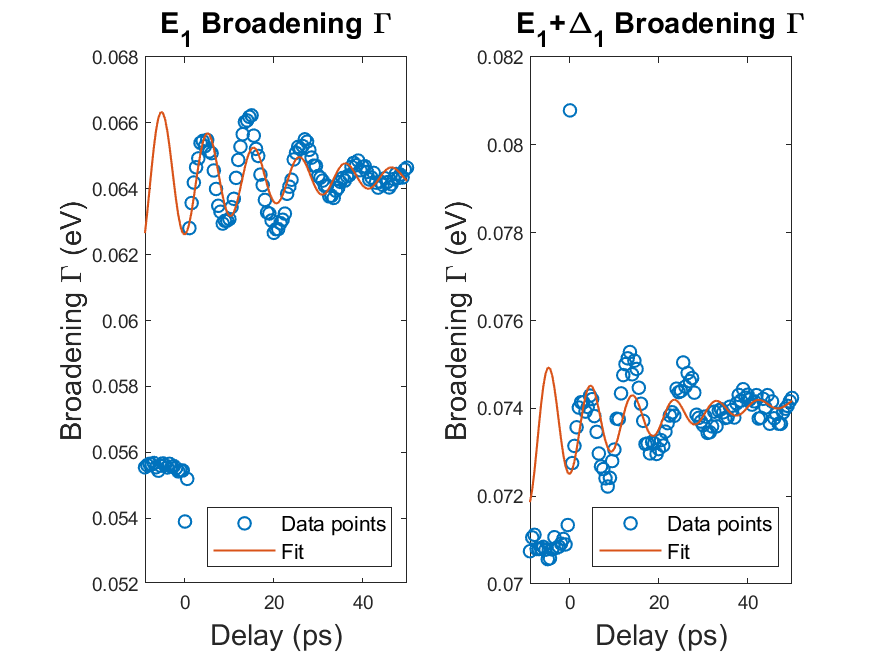 E1 Broadening Γ
0.068
0.066
0.064
0.062
0.06
0.058
0.056
0.054
0.052
0
20
40
Broadening Γ (eV)
Delay (ps)
Data points
Fit
E1+Δ1 Broadening Γ
0.082
0.08
0.078
0.076
0.074
0.072
0.07
0
20
40
Broadening Γ (eV)
Delay (ps)
Data points
Fit